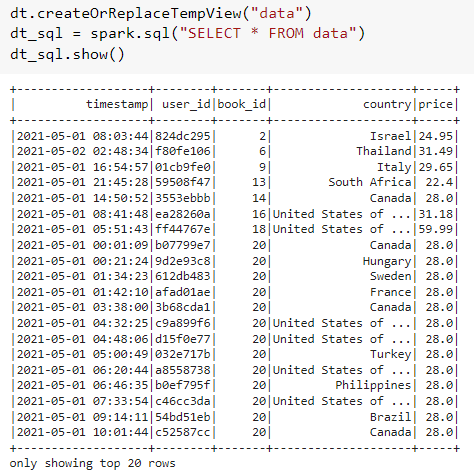 dt.createOrReplaceTempView("data")
dt_sql = spark.sql("SELECT * FROM data")
dt_sql.show()
+-------------------+--------+-------+--------------------+-----+
|          timestamp| user_id|book_id|             country|price|
+-------------------+--------+-------+--------------------+-----+
|2021-05-01 08:03:44|824dc295|      2|              Israel|24.95|
|2021-05-02 02:48:34|f80fe106|      6|            Thailand|31.49|
|2021-05-01 16:54:57|01cb9fe0|      9|               Italy|29.65|
|2021-05-01 21:45:28|59508f47|     13|        South Africa| 22.4|
|2021-05-01 14:50:52|3553ebbb|     14|              Canada| 28.0|
|2021-05-01 08:41:48|ea28260a|     16|United States of ...|31.18|
|2021-05-01 05:51:43|ff44767e|     18|United States of ...|59.99|
|2021-05-01 00:01:09|b07799e7|     20|              Canada| 28.0|
|2021-05-01 00:21:24|9d2e93c8|     20|             Hungary| 28.0|
|2021-05-01 01:34:23|612db483|     20|              Sweden| 28.0|
|2021-05-01 01:42:10|afad01ae|     20|              France| 28.0|
|2021-05-01 03:38:00|3b68cda1|     20|              Canada| 28.0|
|2021-05-01 04:32:25|c9a899f6|     20|United States of ...| 28.0|
|2021-05-01 04:48:06|d15f0e77|     20|United States of ...| 28.0|
|2021-05-01 05:00:49|032e717b|     20|              Turkey| 28.0|
|2021-05-01 06:20:44|a8558738|     20|United States of ...| 28.0|
|2021-05-01 06:46:35|b0ef795f|     20|         Philippines| 28.0|
|2021-05-01 07:33:54|c46cc3da|     20|United States of ...| 28.0|
|2021-05-01 09:14:11|54bd51eb|     20|              Brazil| 28.0|
|2021-05-01 10:01:44|c52587cc|     20|              Canada| 28.0|
+-------------------+--------+-------+--------------------+-----+
only showing top 20 rows